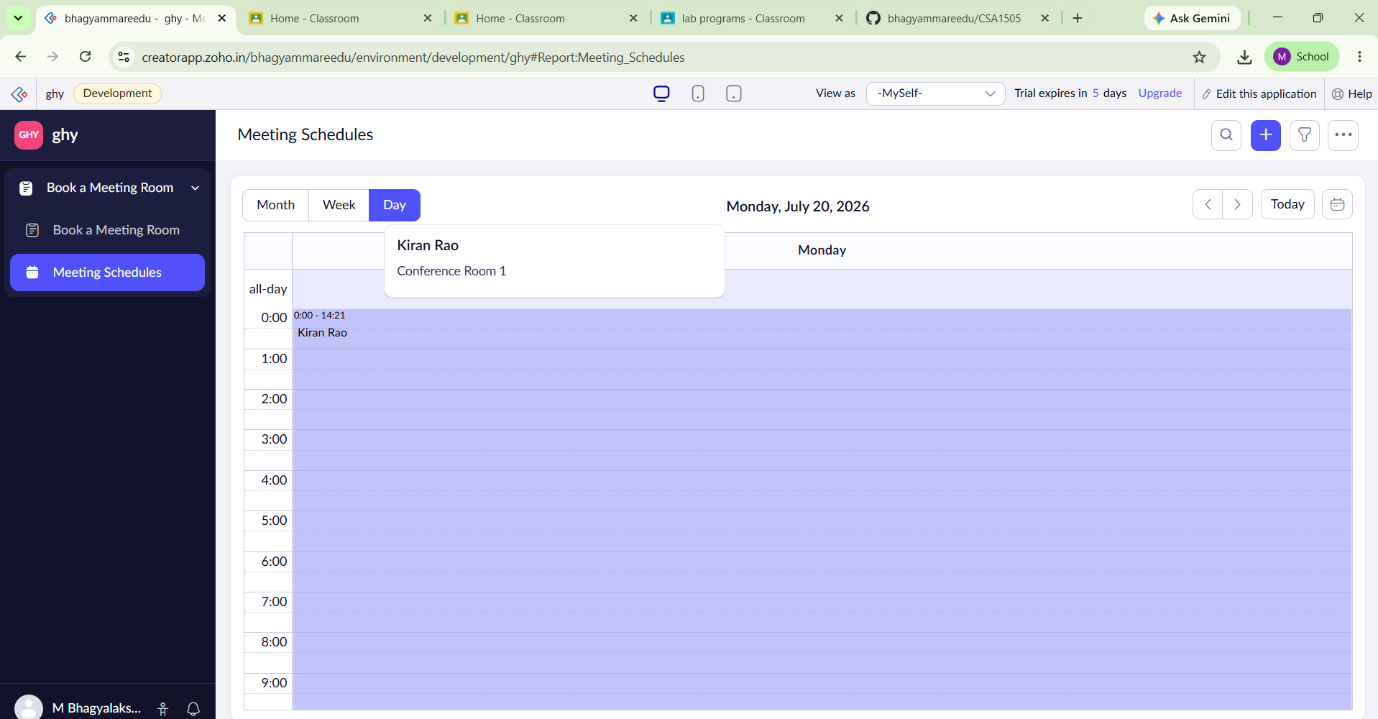 bhagyammareedu - ghy - Me
Home - Classroom
Home - Classroom
lab programs - Classroom
bhagyammareedu/CSA1505
Ask Gemini
creatorapp.zoho.in/bhagyammareedu/environment/development/ghy#Report:Meeting_Schedules
M School
ghy Development
View as -MySelf- Trial expires in 5 days Upgrade Edit this application Help
GHY ghy
Meeting Schedules
Book a Meeting Room
Book a Meeting Room
Meeting Schedules
Month Week Day
Monday, July 20, 2026
Today
Kiran Rao
Conference Room 1
Monday
all-day
0:00
0:00 - 14:21
Kiran Rao
1:00
2:00
3:00
4:00
5:00
6:00
7:00
8:00
9:00
M Bhagyalaks...